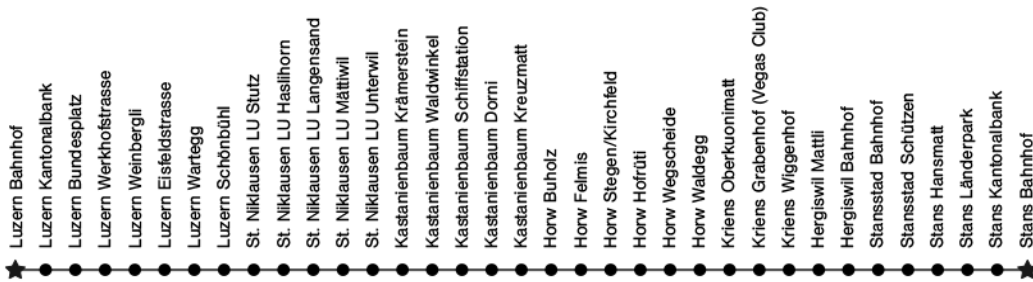 Luzern Bahnhof
Luzern Kantonalbank
Luzern Bundesplatz
Luzern Werkhofstrasse
Luzern Weinbergli
Luzern Eisfeldstrasse
Luzern Wartegg
Luzern Schönbühl
St. Niklausen LU Stutz
St. Niklausen LU Haslihorn
St. Niklausen LU Langensand
St. Niklausen LU Mättiwil
St. Niklausen LU Unterwil
Kastanienbaum Krämerstein
Kastanienbaum Waldwinkel
Kastanienbaum Schiffstation
Kastanienbaum Dorni
Kastanienbaum Kreuzmatt
Horw Buholz
Horw Felmis
Horw Stegen/Kirchfeld
Horw Hofrüti
Horw Wegscheide
Horw Waldegg
Kriens Oberkuonimatt
Kriens Grabenhof (Vegas Club)
Kriens Wiggenhof
Hergiswil Mattli
Hergiswil Bahnhof
Stansstad Bahnhof
Stansstad Schützen
Stans Hansmatt
Stans Länderpark
Stans Kantonalbank
Stans Bahnhof